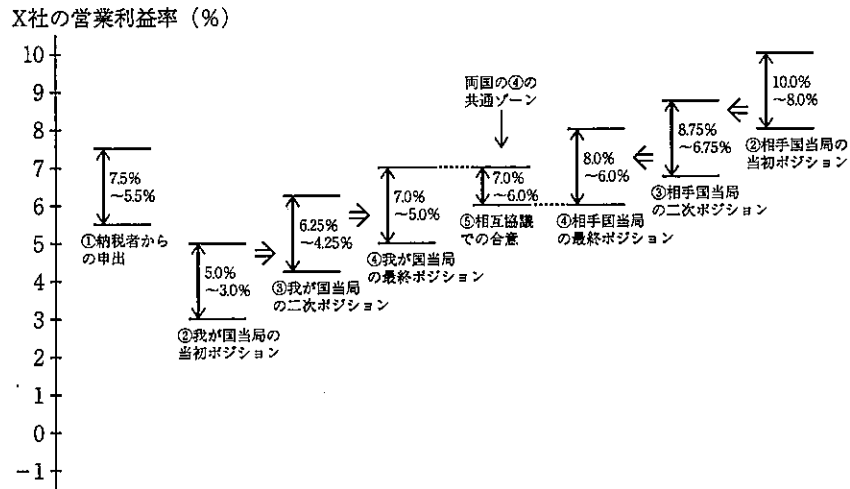 X社の営業利益率（%）
10
9
8
7
6
5
4
3
2
1
0
－1
7.5%
～5.5%
①納税者から
の申出
5.0%
～3.0%
②我が国当局の
当初ポジション
6.25%
～4.25%
③我が国当局
の二次ポジション
7.0%
～5.0%
④我が国当局
の最終ポジション
両国の④の
共通ゾーン
7.0%
～6.0%
⑤相互協議
での合意
8.0%
～6.0%
④相手国当局
の最終ポジション
8.75%
～6.75%
③相手国当局
の二次ポジション
10.0%
～8.0%
②相手国当局の
当初ポジション